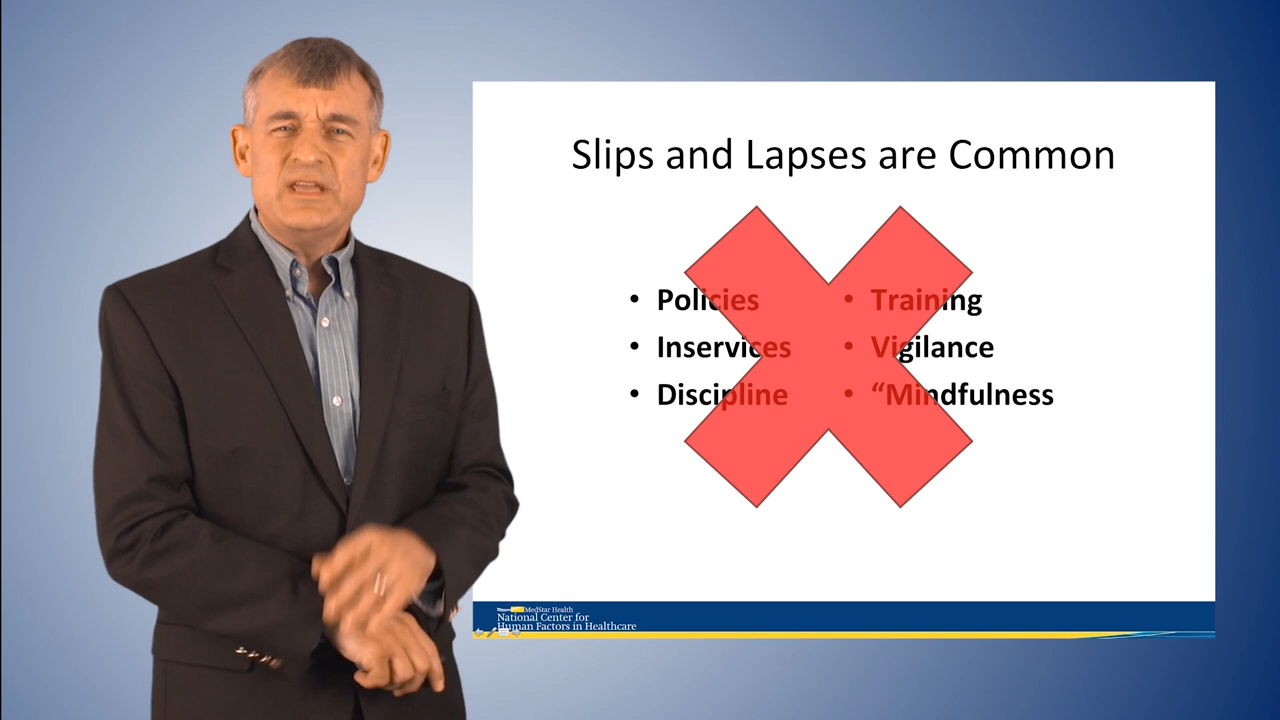 Slips and Lapses are Common
• Policies
• Inservices
• Discipline
• Training
• Vigilance
• “Mindfulness
MedStar Health
National Center for
Human Factors in Healthcare